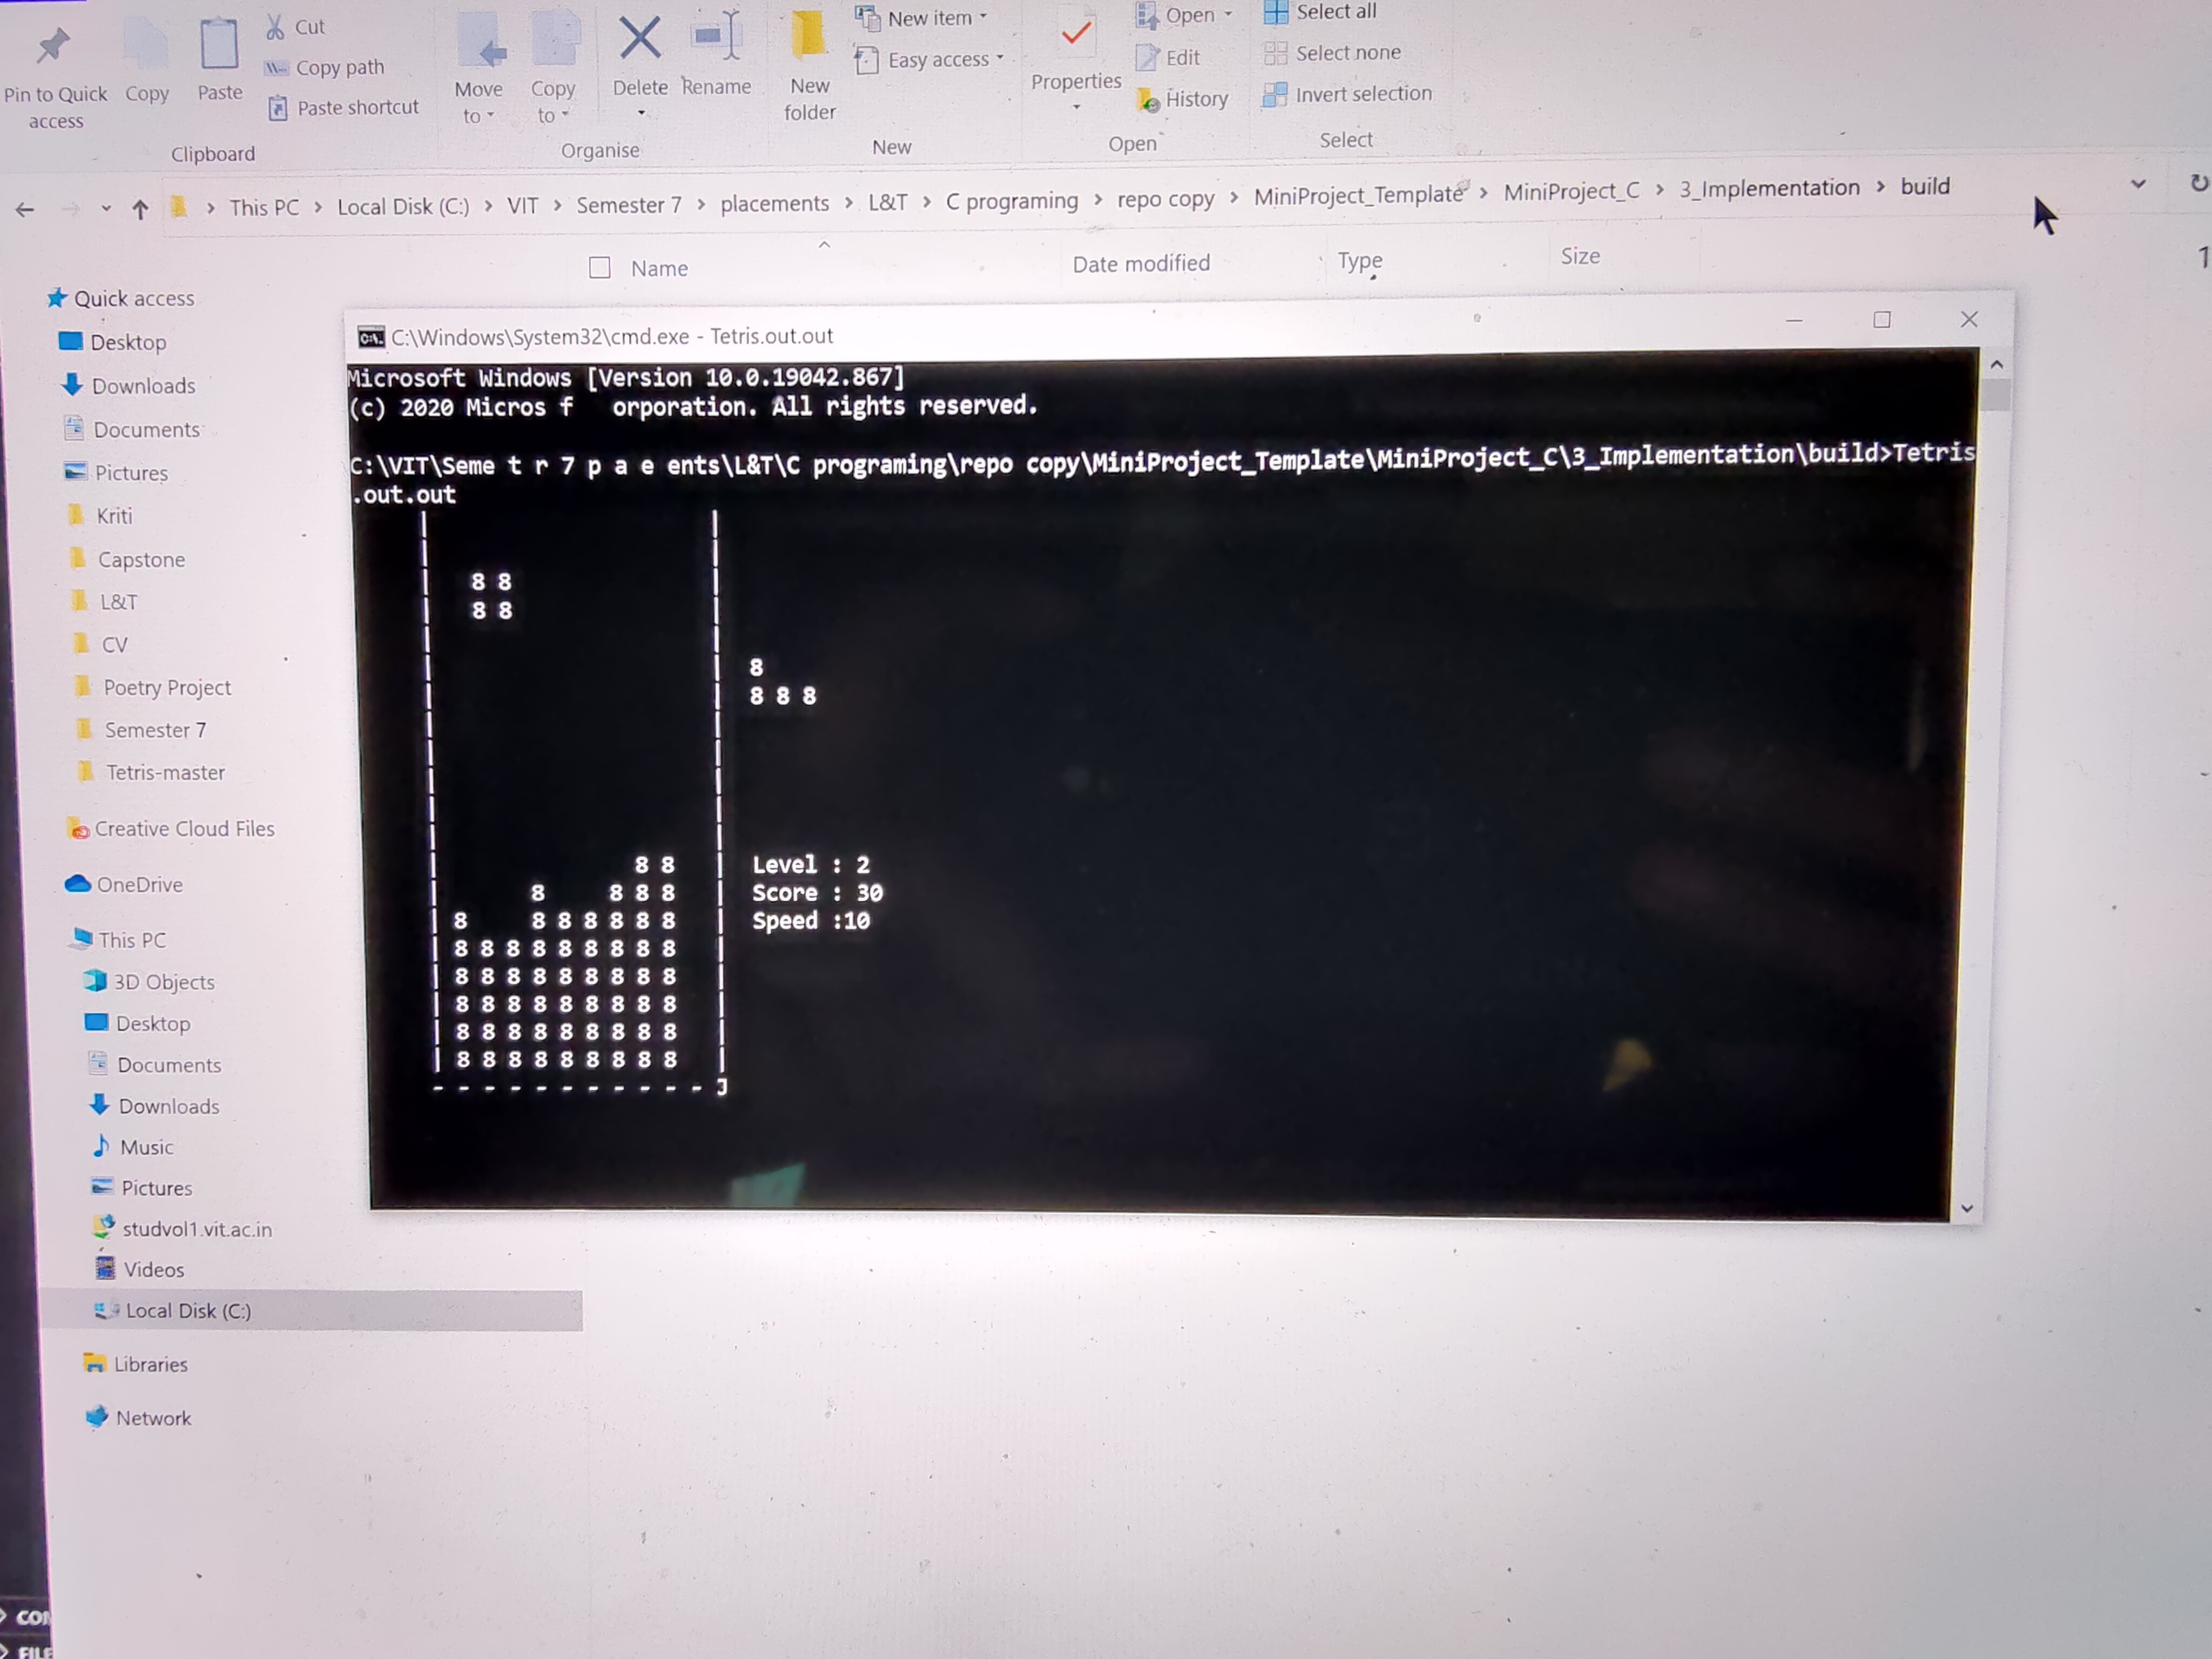 Pin to Quick access
Copy
Paste
Cut
Copy path
Paste shortcut
Clipboard
Move to
Copy to
Delete
Rename
Organise
New folder
New item
Easy access
New
Properties
Open
Edit
History
Open
Select all
Select none
Invert selection
Select
This PC > Local Disk (C:) > VIT > Semester 7 > placements > L&T > C programing > repo copy > MiniProject_Template > MiniProject_C > 3_Implementation > build
Name Date modified Type Size
Quick access
Desktop
Downloads
Documents
Pictures
Kriti
Capstone
L&T
CV
Poetry Project
Semester 7
Tetris-master
Creative Cloud Files
OneDrive
This PC
3D Objects
Desktop
Documents
Downloads
Music
Pictures
studvol1.vit.ac.in
Videos
Local Disk (C:)
Libraries
Network
C:\Windows\System32\cmd.exe - Tetris.out.out
Microsoft Windows [Version 10.0.19042.867]
(c) 2020 Micros f   orporation. All rights reserved.
C:\VIT\Seme t r 7 p a e ents\L&T\C programing\repo copy\MiniProject_Template\MiniProject_C\3_Implementation\build>Tetris
.out.out
8 8
8 8
8
8 8 8
8 8 Level : 2
8 8 8 8 Score : 30
8 8 8 8 8 8 8 Speed :10
8 8 8 8 8 8 8 8 8
8 8 8 8 8 8 8 8 8
8 8 8 8 8 8 8 8 8
8 8 8 8 8 8 8 8 8
8 8 8 8 8 8 8 8 8
- - - - - - - - - - - J